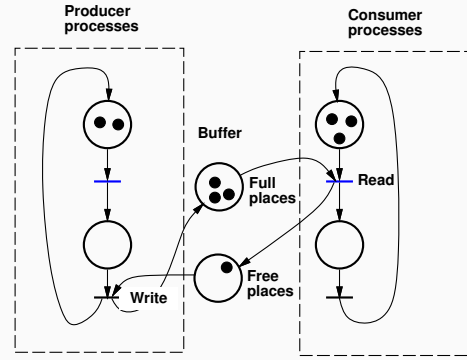 Producer
processes
Consumer
processes
Buffer
Full
places
Read
Free
places
Write